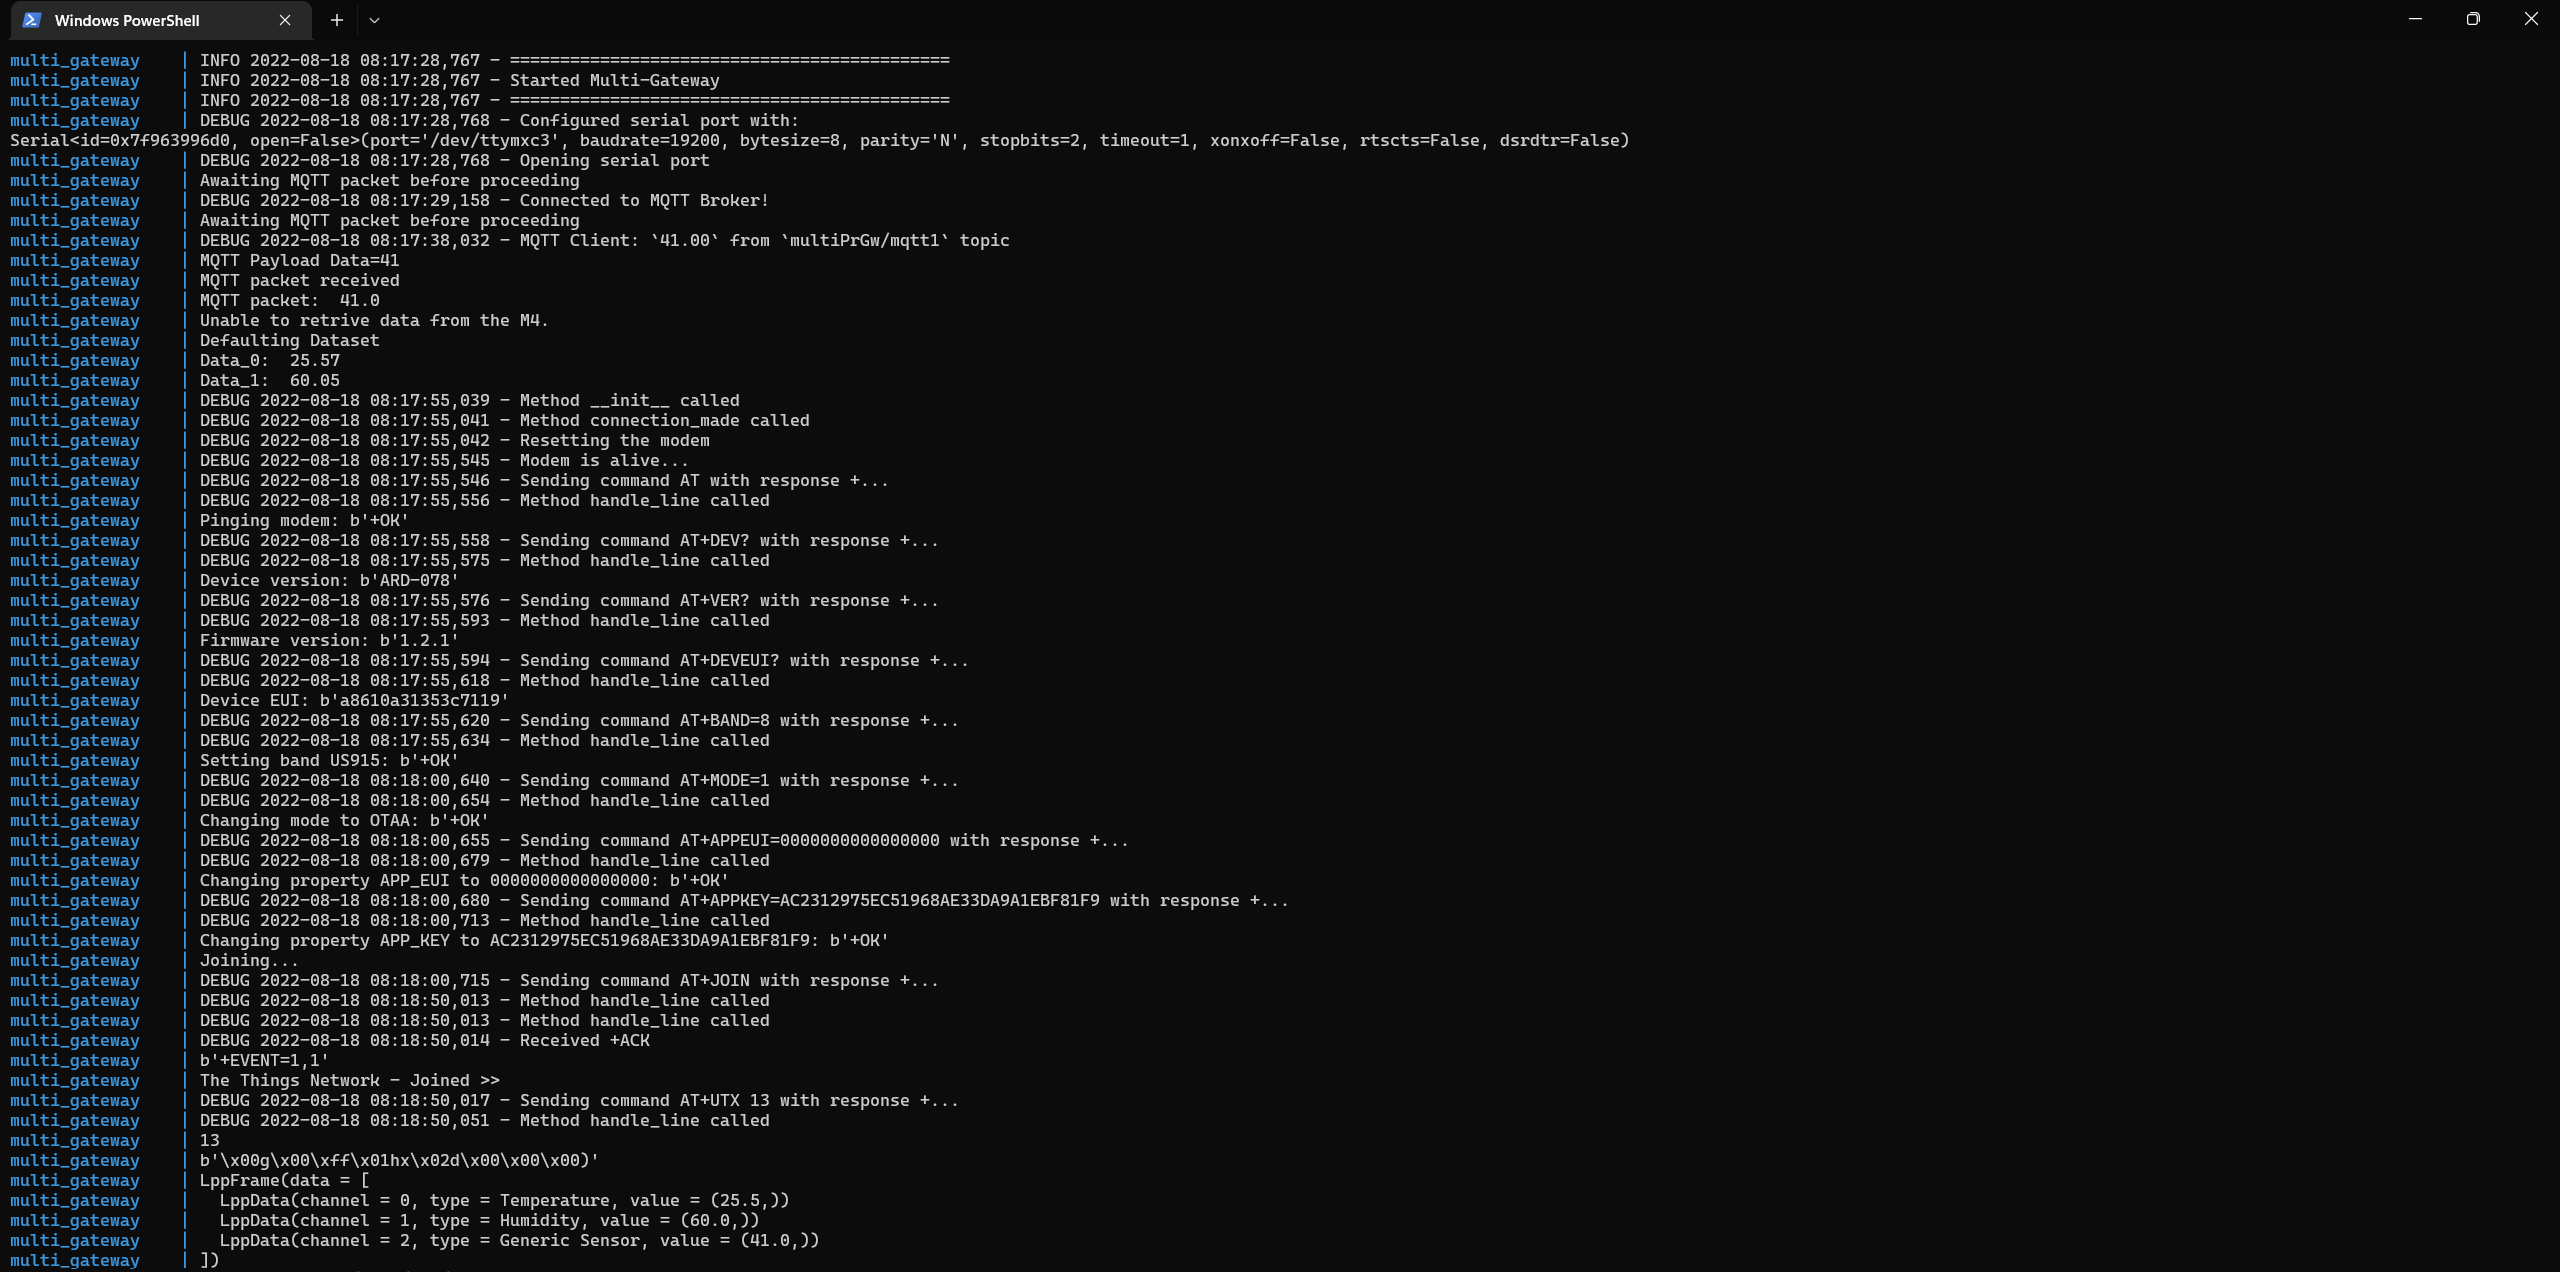 Windows PowerShell
multi_gateway | INFO 2022-08-18 08:17:28,767 - ============================================
multi_gateway | INFO 2022-08-18 08:17:28,767 - Started Multi-Gateway
multi_gateway | INFO 2022-08-18 08:17:28,767 - ============================================
multi_gateway | DEBUG 2022-08-18 08:17:28,768 - Configured serial port with:
Serial<id=0x7f963996d0, open=False>(port='/dev/ttymxc3', baudrate=19200, bytesize=8, parity='N', stopbits=2, timeout=1, xonxoff=False, rtscts=False, dsrdtr=False)
multi_gateway | DEBUG 2022-08-18 08:17:28,768 - Opening serial port
multi_gateway | Awaiting MQTT packet before proceeding
multi_gateway | DEBUG 2022-08-18 08:17:29,158 - Connected to MQTT Broker!
multi_gateway | Awaiting MQTT packet before proceeding
multi_gateway | DEBUG 2022-08-18 08:17:38,032 - MQTT Client: `41.00` from `multiPrGw/mqtt1` topic
multi_gateway | MQTT Payload Data=41
multi_gateway | MQTT packet received
multi_gateway | MQTT packet:  41.0
multi_gateway | Unable to retrive data from the M4.
multi_gateway | Defaulting Dataset
multi_gateway | Data_0:  25.57
multi_gateway | Data_1:  60.05
multi_gateway | DEBUG 2022-08-18 08:17:55,039 - Method __init__ called
multi_gateway | DEBUG 2022-08-18 08:17:55,041 - Method connection_made called
multi_gateway | DEBUG 2022-08-18 08:17:55,042 - Resetting the modem
multi_gateway | DEBUG 2022-08-18 08:17:55,545 - Modem is alive...
multi_gateway | DEBUG 2022-08-18 08:17:55,546 - Sending command AT with response +...
multi_gateway | DEBUG 2022-08-18 08:17:55,556 - Method handle_line called
multi_gateway | Pinging modem: b'+OK'
multi_gateway | DEBUG 2022-08-18 08:17:55,558 - Sending command AT+DEV? with response +...
multi_gateway | DEBUG 2022-08-18 08:17:55,575 - Method handle_line called
multi_gateway | Device version: b'ARD-078'
multi_gateway | DEBUG 2022-08-18 08:17:55,576 - Sending command AT+VER? with response +...
multi_gateway | DEBUG 2022-08-18 08:17:55,593 - Method handle_line called
multi_gateway | Firmware version: b'1.2.1'
multi_gateway | DEBUG 2022-08-18 08:17:55,594 - Sending command AT+DEVEUI? with response +...
multi_gateway | DEBUG 2022-08-18 08:17:55,618 - Method handle_line called
multi_gateway | Device EUI: b'a8610a31353c7119'
multi_gateway | DEBUG 2022-08-18 08:17:55,620 - Sending command AT+BAND=8 with response +...
multi_gateway | DEBUG 2022-08-18 08:17:55,634 - Method handle_line called
multi_gateway | Setting band US915: b'+OK'
multi_gateway | DEBUG 2022-08-18 08:18:00,640 - Sending command AT+MODE=1 with response +...
multi_gateway | DEBUG 2022-08-18 08:18:00,654 - Method handle_line called
multi_gateway | Changing mode to OTAA: b'+OK'
multi_gateway | DEBUG 2022-08-18 08:18:00,655 - Sending command AT+APPEUI=0000000000000000 with response +...
multi_gateway | DEBUG 2022-08-18 08:18:00,679 - Method handle_line called
multi_gateway | Changing property APP_EUI to 0000000000000000: b'+OK'
multi_gateway | DEBUG 2022-08-18 08:18:00,680 - Sending command AT+APPKEY=AC2312975EC51968AE33DA9A1EBF81F9 with response +...
multi_gateway | DEBUG 2022-08-18 08:18:00,713 - Method handle_line called
multi_gateway | Changing property APP_KEY to AC2312975EC51968AE33DA9A1EBF81F9: b'+OK'
multi_gateway | Joining...
multi_gateway | DEBUG 2022-08-18 08:18:00,715 - Sending command AT+JOIN with response +...
multi_gateway | DEBUG 2022-08-18 08:18:50,013 - Method handle_line called
multi_gateway | DEBUG 2022-08-18 08:18:50,013 - Method handle_line called
multi_gateway | DEBUG 2022-08-18 08:18:50,014 - Received +ACK
multi_gateway | b'+EVENT=1,1'
multi_gateway | The Things Network - Joined >>
multi_gateway | DEBUG 2022-08-18 08:18:50,017 - Sending command AT+UTX 13 with response +...
multi_gateway | DEBUG 2022-08-18 08:18:50,051 - Method handle_line called
multi_gateway | 13
multi_gateway | b'\x00g\x00\xff\x01hx\x02d\x00\x00\x00)'
multi_gateway | LppFrame(data = [
multi_gateway |   LppData(channel = 0, type = Temperature, value = (25.5,))
multi_gateway |   LppData(channel = 1, type = Humidity, value = (60.0,))
multi_gateway |   LppData(channel = 2, type = Generic Sensor, value = (41.0,))
multi_gateway | ])